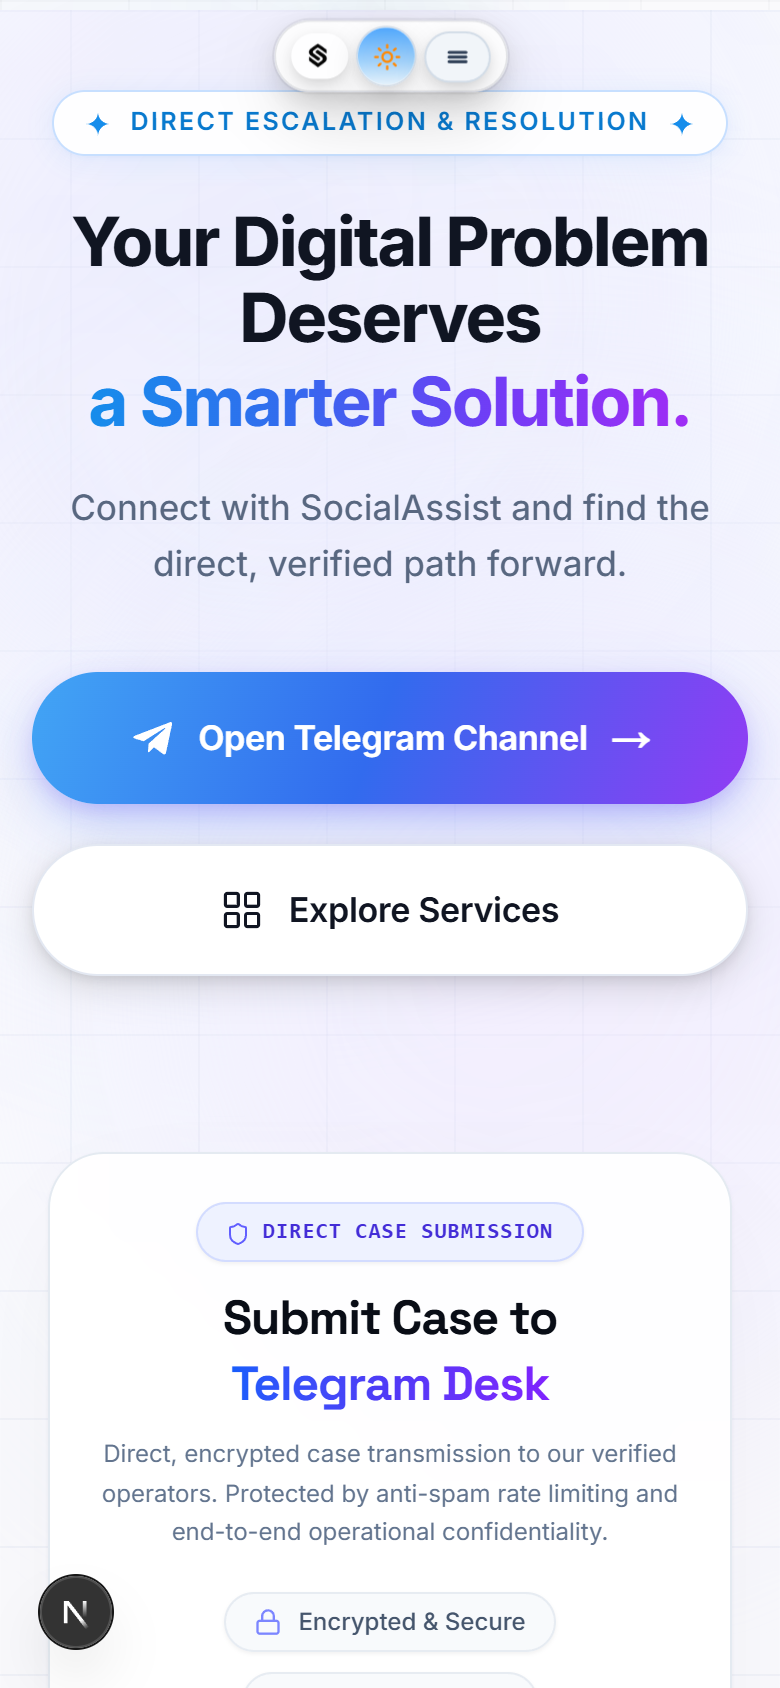 DIRECT ESCALATION & RESOLUTION
Your Digital Problem
Deserves
a Smarter Solution.
Connect with SocialAssist and find the
direct, verified path forward.
Open Telegram Channel →
Explore Services
DIRECT CASE SUBMISSION
Submit Case to
Telegram Desk
Direct, encrypted case transmission to our verified
operators. Protected by anti-spam rate limiting and
end-to-end operational confidentiality.
N
Encrypted & Secure